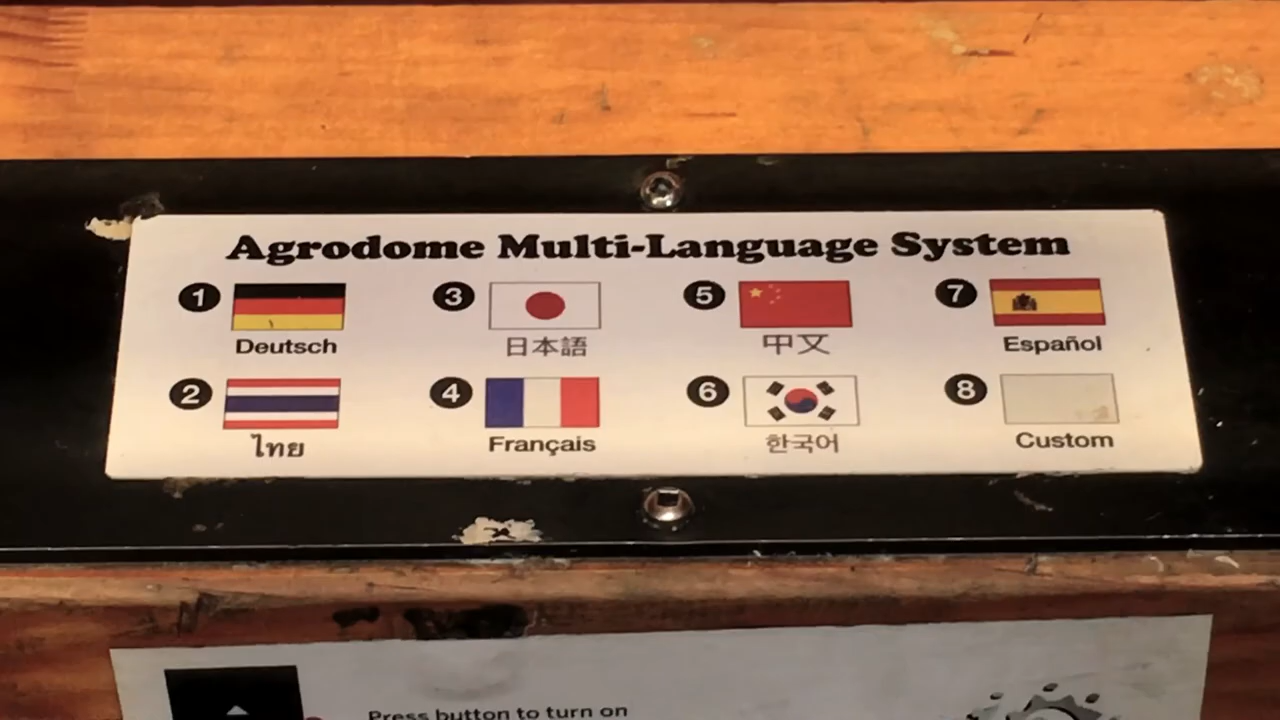 Agrodome Multi-Language System
1
Deutsch
2
ไทย
3
日本語
4
Français
5
中文
6
한국어
7
Español
8
Custom
Press button to turn on